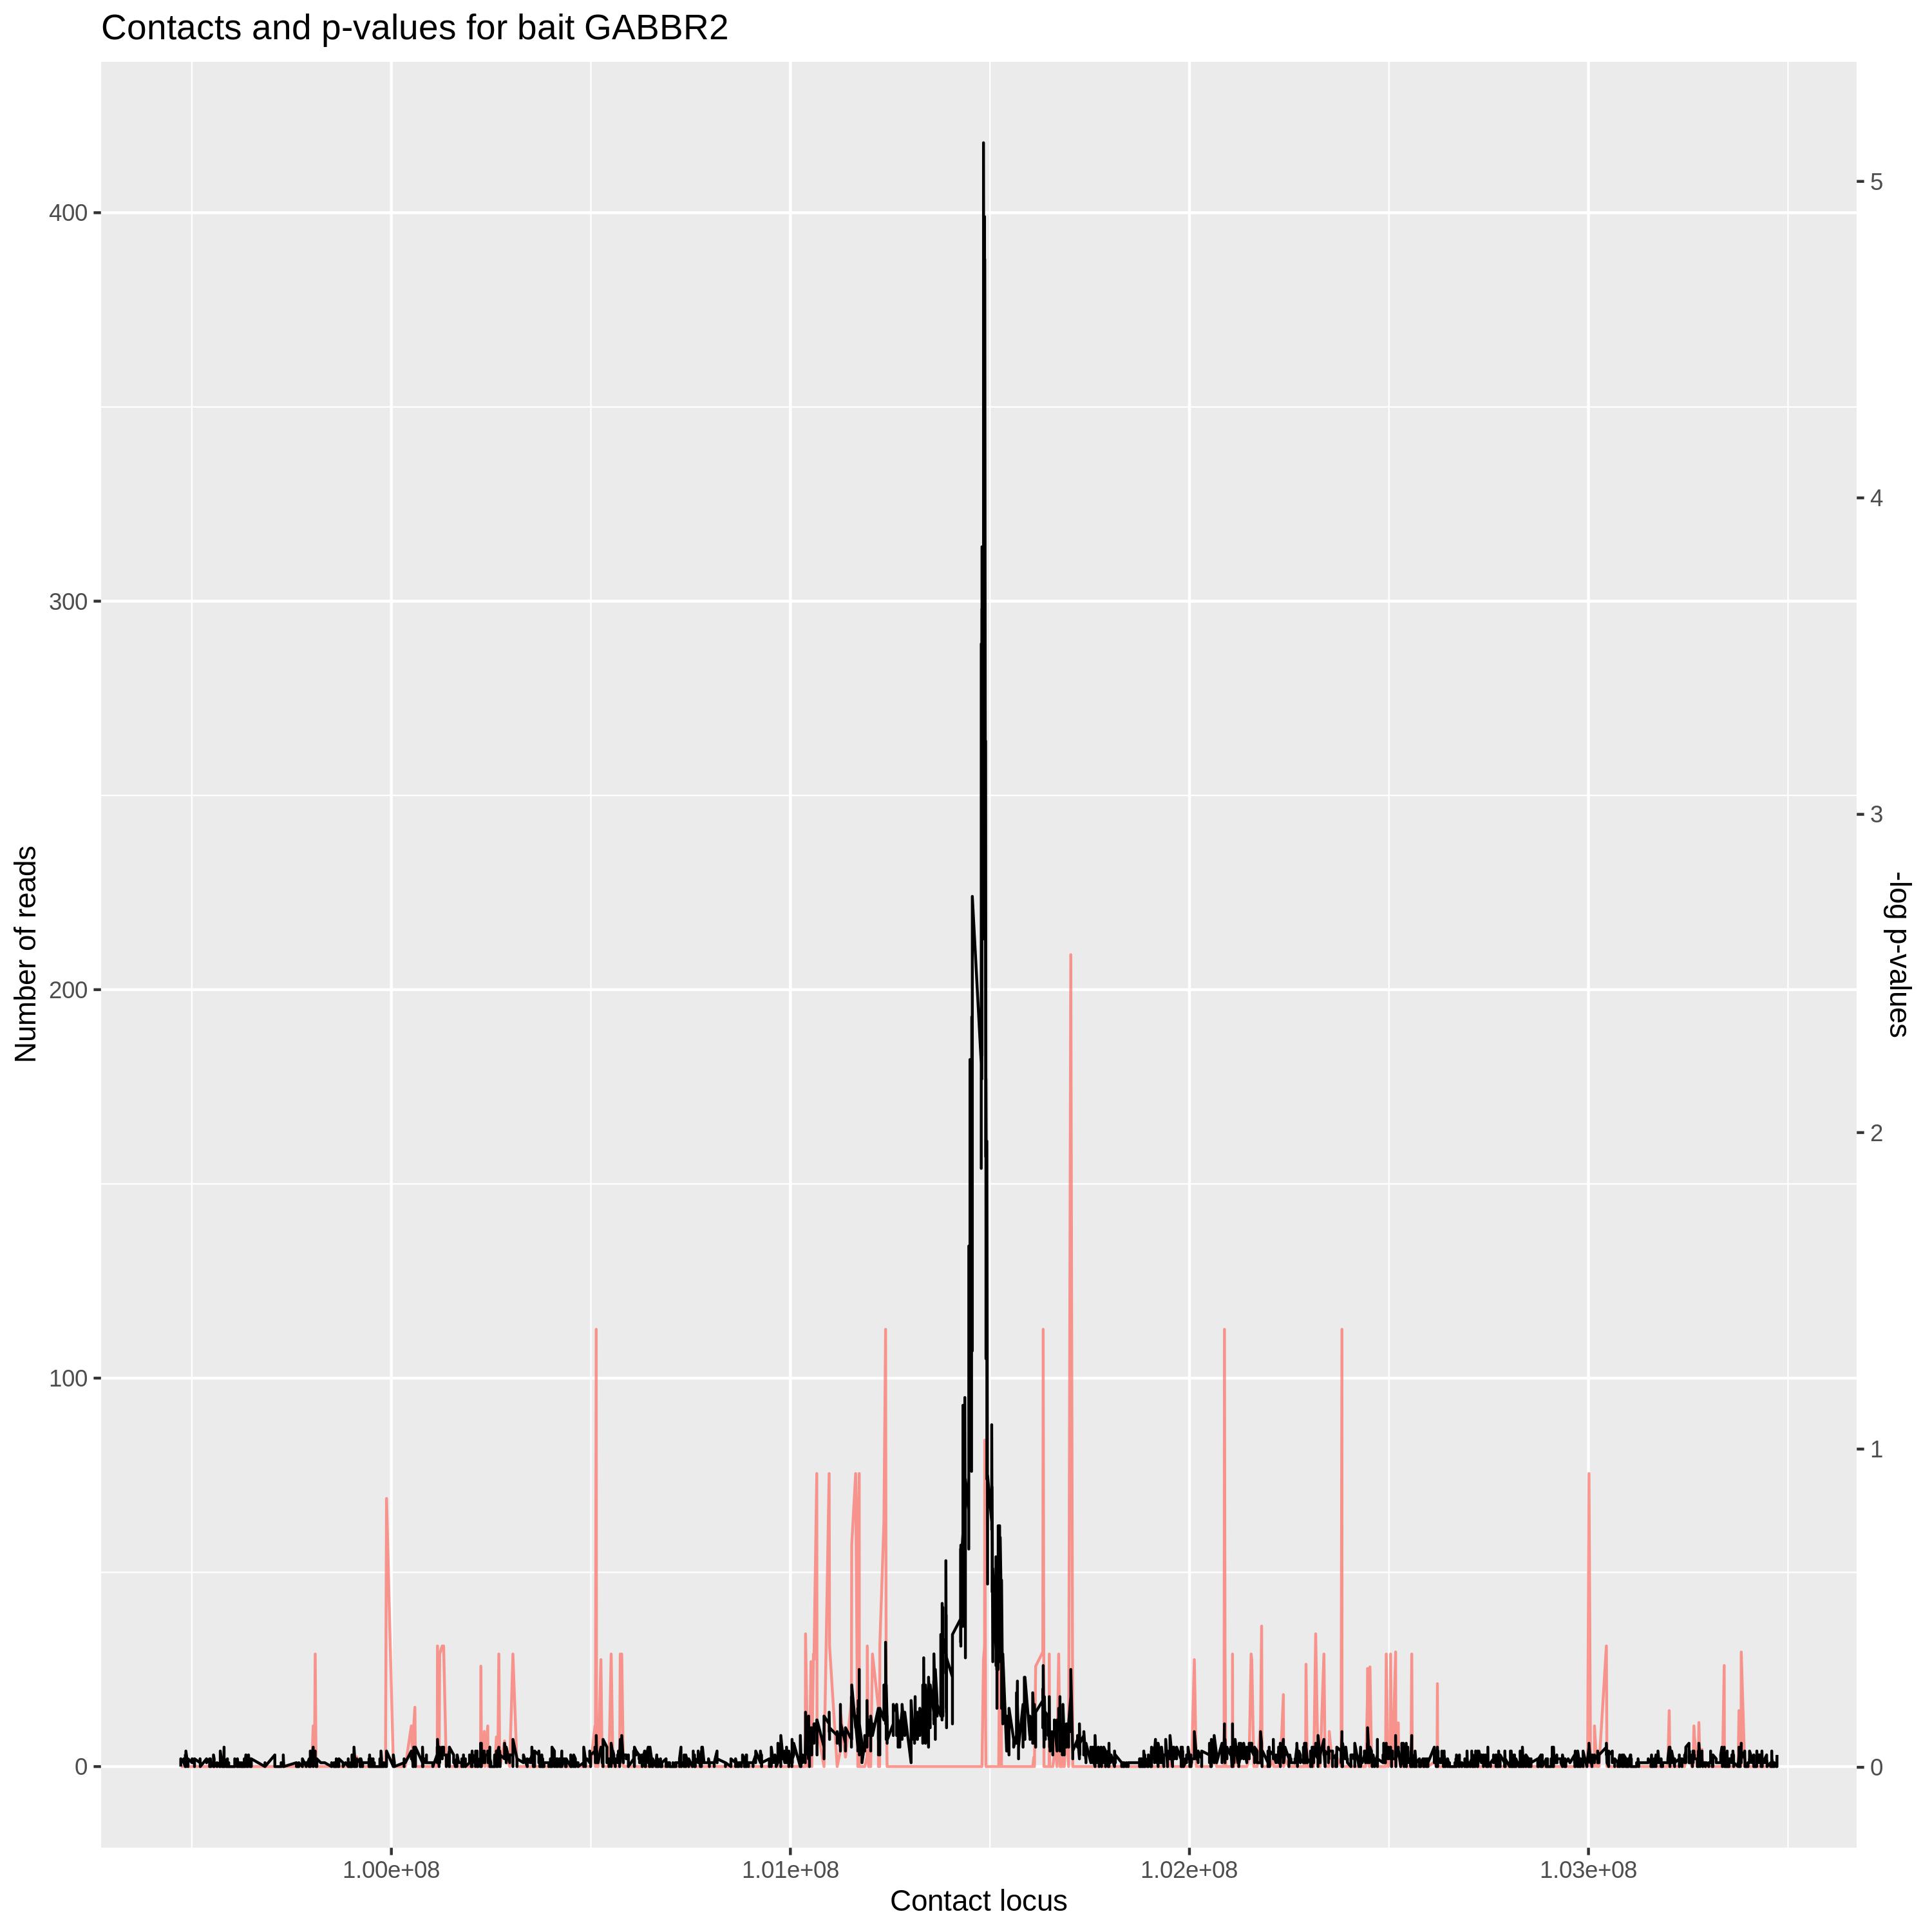 Contacts and p-values for bait GABBR2
Number of reads
400
300
200
100
0
5
4
3
2
1
0
-log p-values
1.00e+08
1.01e+08
1.02e+08
1.03e+08
Contact locus